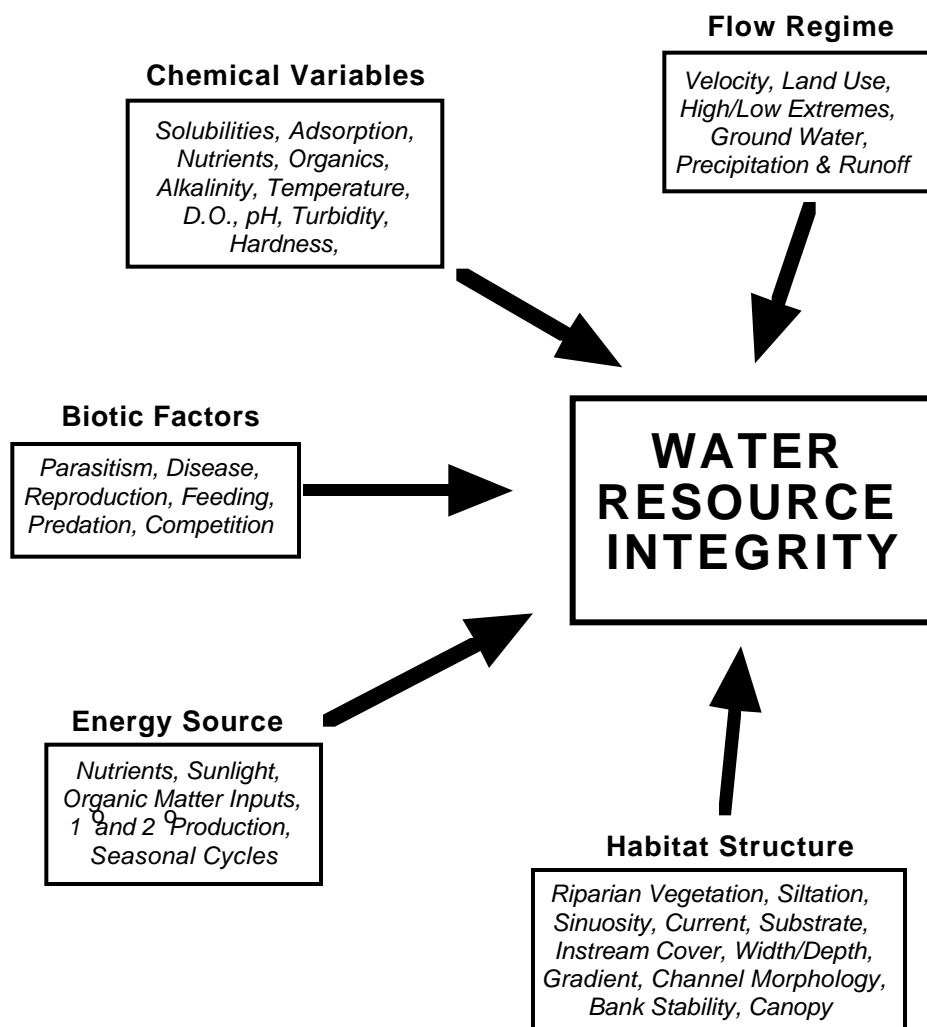 Flow Regime
Velocity, Land Use,
High/Low Extremes,
Ground Water,
Precipitation & Runoff
Chemical Variables
Solubilities, Adsorption,
Nutrients, Organics,
Alkalinity, Temperature,
D.O., pH, Turbidity,
Hardness,
Biotic Factors
Parasitism, Disease,
Reproduction, Feeding,
Predation, Competition
WATER
RESOURCE
INTEGRITY
Energy Source
Nutrients, Sunlight,
Organic Matter Inputs,
1 º and 2 º Production,
Seasonal Cycles
Habitat Structure
Riparian Vegetation, Siltation,
Sinuosity, Current, Substrate,
Instream Cover, Width/Depth,
Gradient, Channel Morphology,
Bank Stability, Canopy